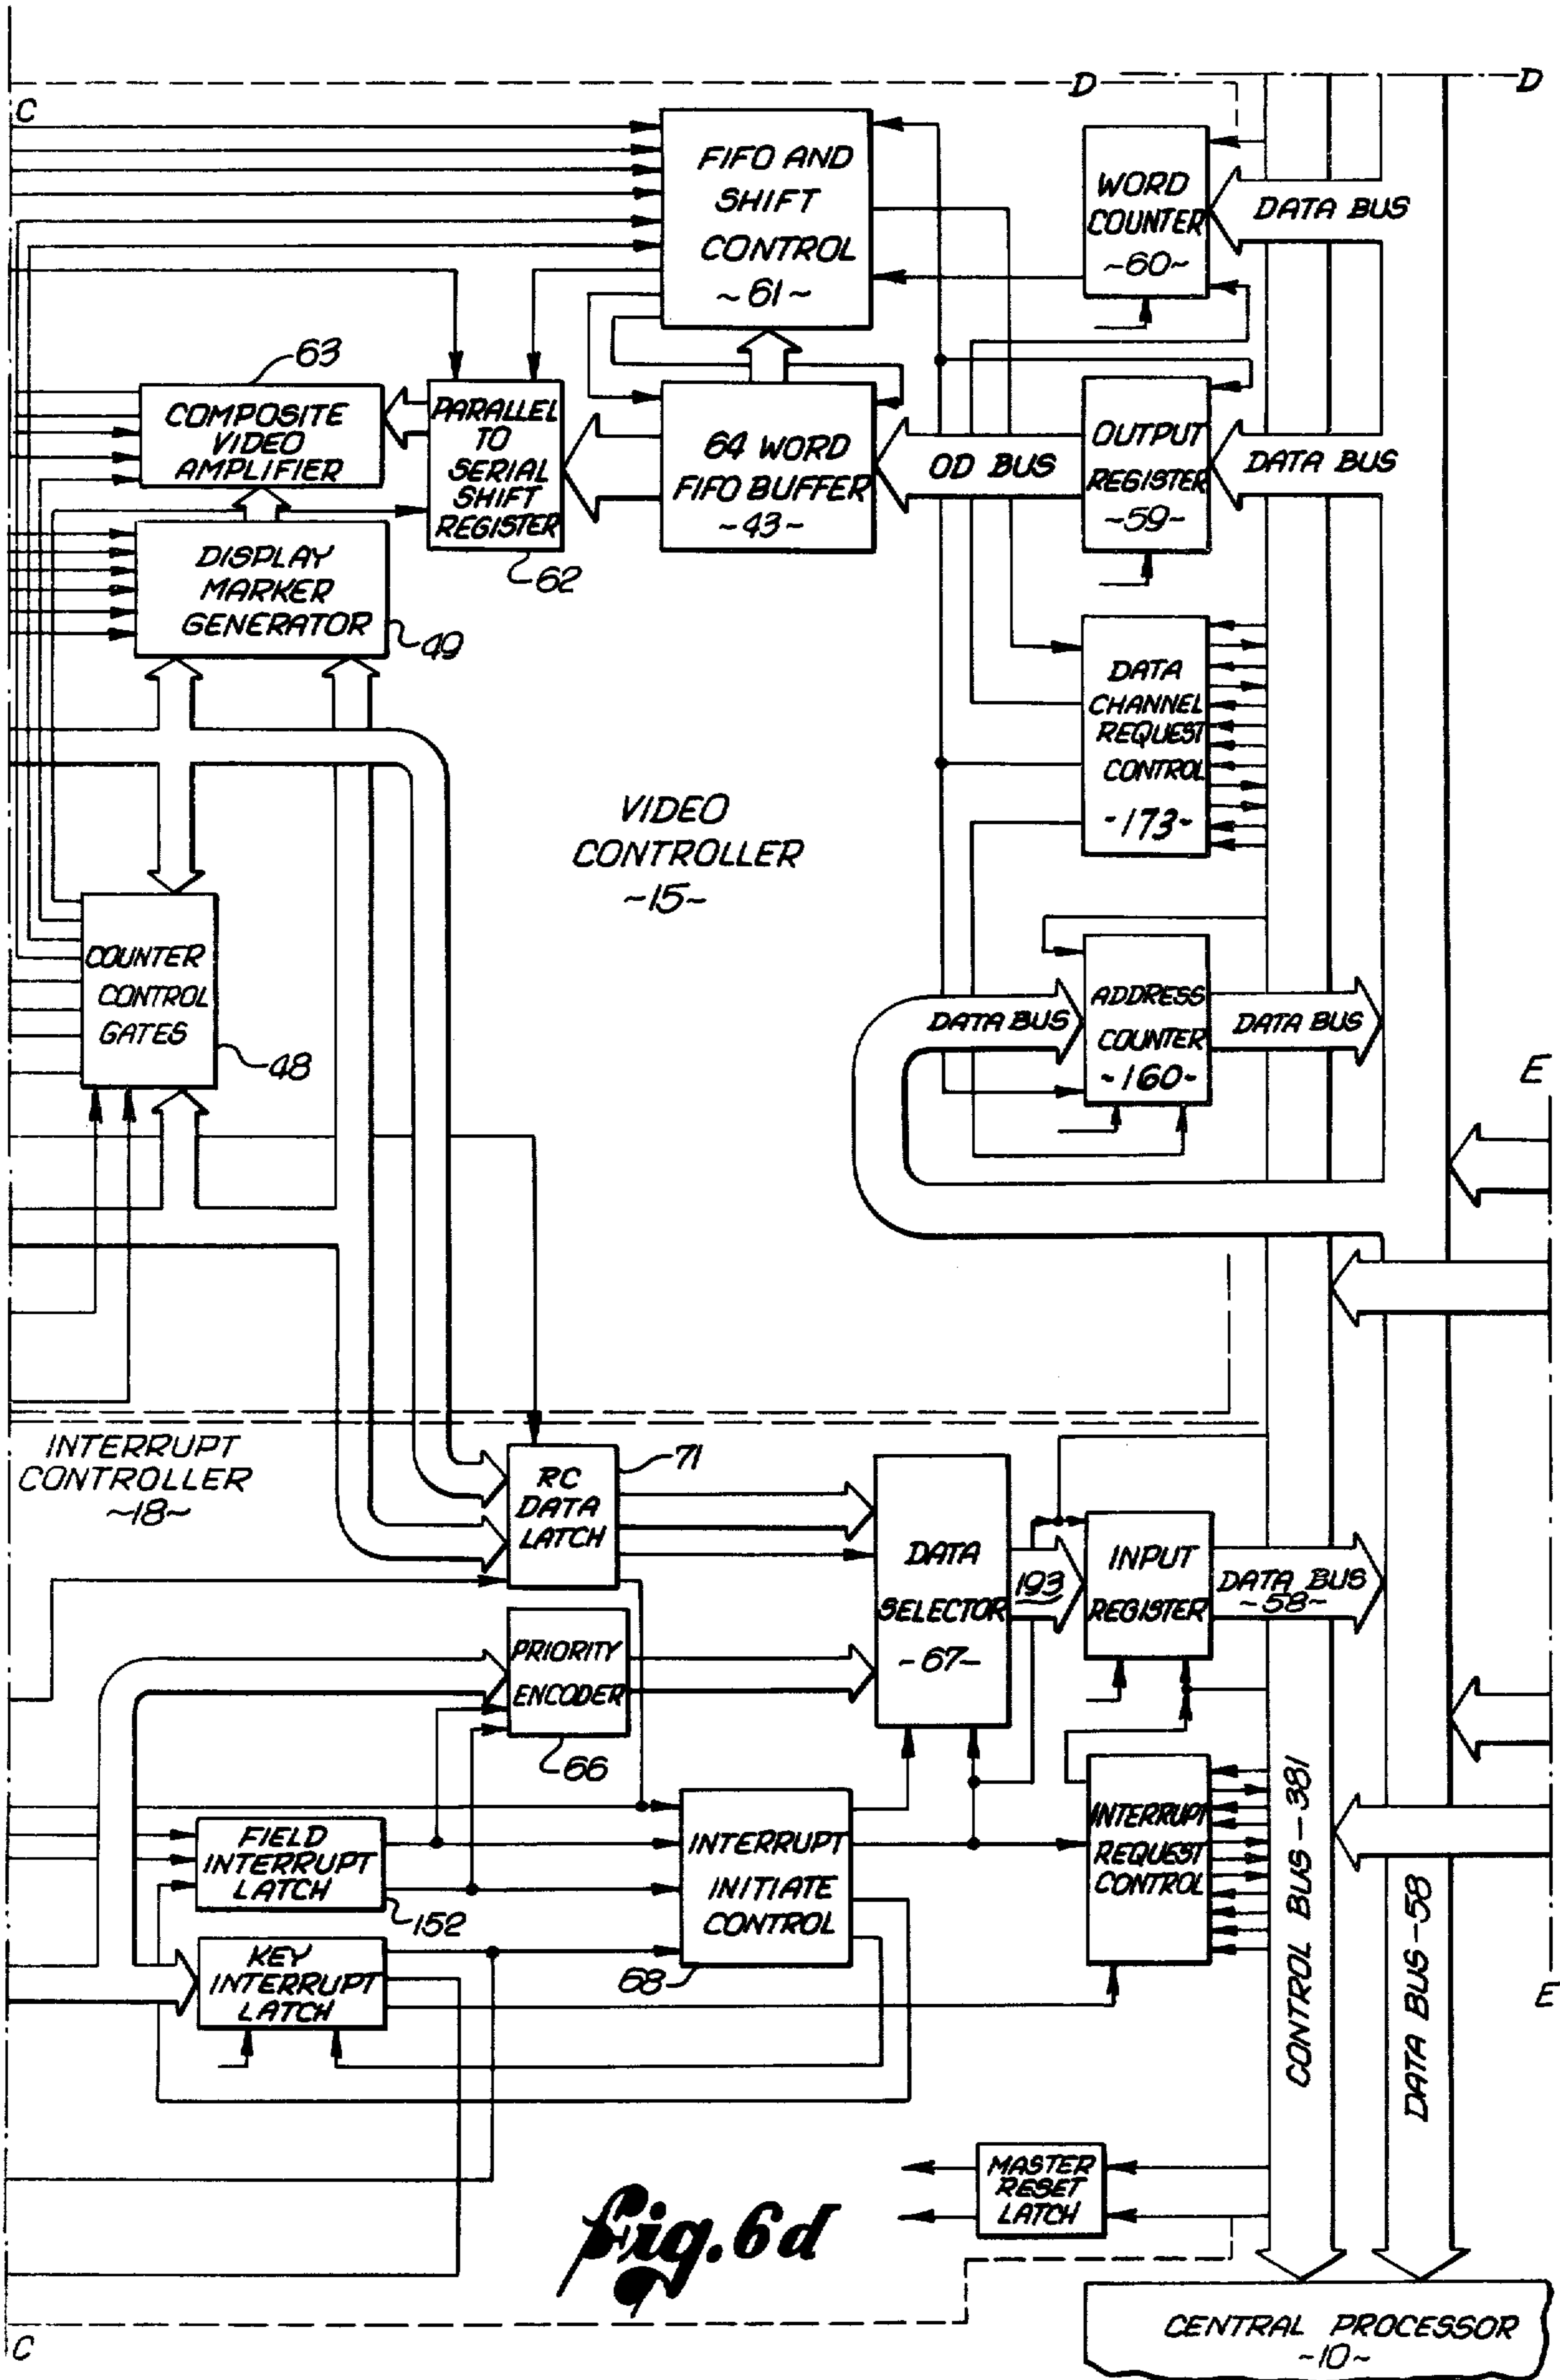 D
D
C
FIFO AND
SHIFT
CONTROL
~61~
WORD
COUNTER
~60~
DATA BUS
63
COMPOSITE
VIDEO
AMPLIFIER
PARALLEL
TO
SERIAL
SHIFT
REGISTER
62
64 WORD
FIFO BUFFER
~43~
OD BUS
OUTPUT
REGISTER
~59~
DATA BUS
DISPLAY
MARKER
GENERATOR
49
DATA
CHANNEL
REQUEST
CONTROL
-173-
VIDEO
CONTROLLER
~15~
COUNTER
CONTROL
GATES
48
DATA BUS
ADDRESS
COUNTER
~160~
DATA BUS
E
INTERRUPT
CONTROLLER
~18~
RC
DATA
LATCH
71
DATA
SELECTOR
-67-
193
INPUT
REGISTER
DATA BUS
~58~
PRIORITY
ENCODER
66
FIELD
INTERRUPT
LATCH
152
INTERRUPT
INITIATE
CONTROL
68
INTERRUPT
REQUEST
CONTROL
KEY
INTERRUPT
LATCH
CONTROL BUS-381
DATA BUS-58
E
MASTER
RESET
LATCH
Fig. 6d
CENTRAL PROCESSOR
~10~
C